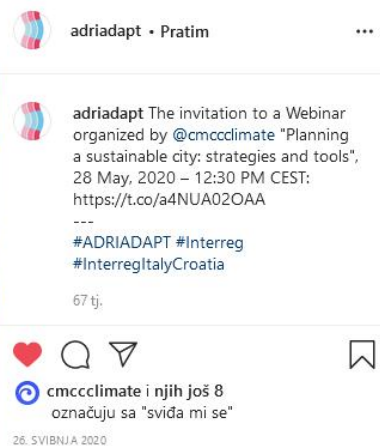 adriadapt • Pratim
adriadapt The invitation to a Webinar
organized by @cmccclimate "Planning
a sustainable city: strategies and tools",
28 May, 2020 – 12:30 PM CEST:
https://t.co/a4NUA02OAA
---
#ADRIADAPT #Interreg
#InterregItalyCroatia
67 tj.
cmccclimate i njih još 8
označuju sa "sviđa mi se"
26. SVIBNJA 2020